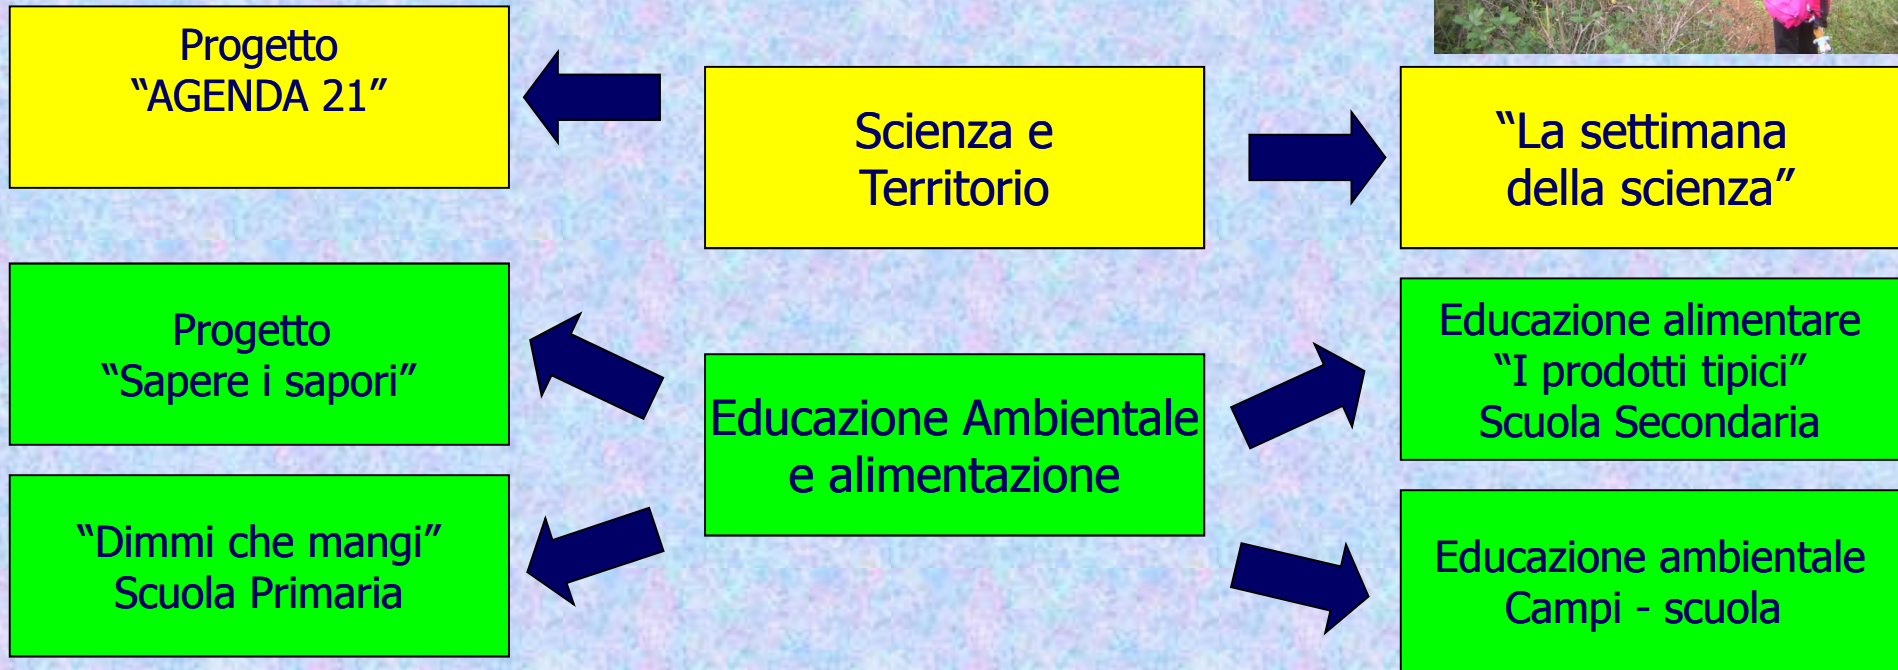 Progetto
“AGENDA 21”
Scienza e
Territorio
“La settimana
della scienza”
Progetto
“Sapere i sapori”
Educazione Ambientale
e alimentazione
Educazione alimentare
“I prodotti tipici”
Scuola Secondaria
“Dimmi che mangi”
Scuola Primaria
Educazione ambientale
Campi - scuola